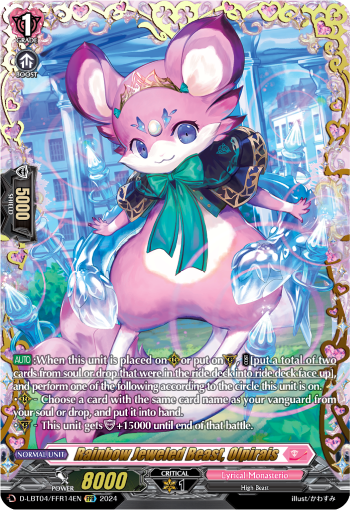 1
GRADE
BOOST
5000
SHIELD
AUTO :When this unit is placed on (R) or put on (G), COST [put a total of two
cards from soul or drop that were in the ride deck into ride deck face up],
and perform one of the following according to the circle this unit is on.
· (R) - Choose a card with the same card name as your vanguard from
your soul or drop, and put it into hand.
· (G) - This unit gets +15000 until end of that battle.
NORMAL UNIT
Rainbow Jeweled Beast, Olpirais
Lyrical Monasterio
High Beast
POWER 8000
CRITICAL
1
D-LBT04/FFR14EN FFR 2024
illust/かわすみ